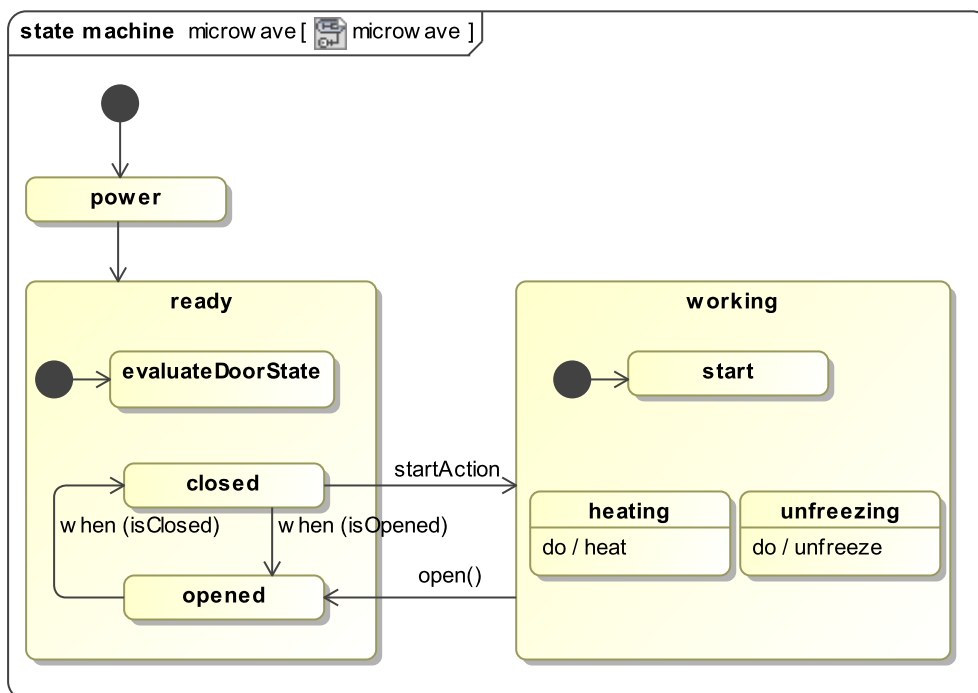 state machine microwave [ microwave ]
power
ready
working
evaluateDoorState
start
closed
startAction
when (isClosed)
when (isOpened)
heating
do / heat
unfreezing
do / unfreeze
open()
opened